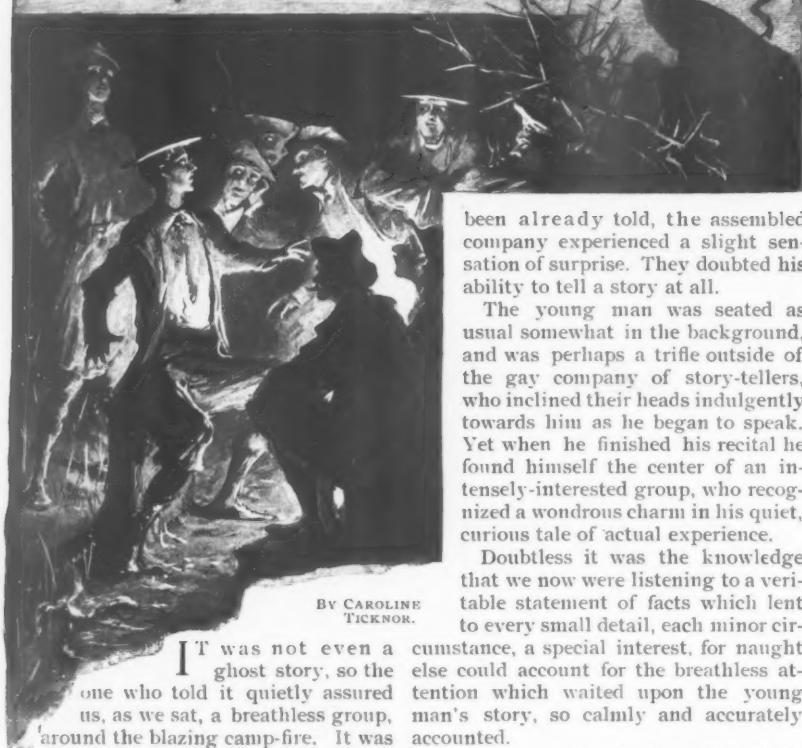 BY CAROLINE
TICKNOR.
IT was not even a
ghost story, so the
one who told it quietly assured
us, as we sat, a breathless group,
around the blazing camp-fire. It was
been already told, the assembled
company experienced a slight sen-
sation of surprise. They doubted his
ability to tell a story at all.
The young man was seated as
usual somewhat in the background,
and was perhaps a trifle outside of
the gay company of story-tellers,
who inclined their heads indulgently
towards him as he began to speak.
Yet when he finished his recital he
found himself the center of an in-
tensely-interested group, who recog-
nized a wondrous charm in his quiet,
curious tale of actual experience.
Doubtless it was the knowledge
that we now were listening to a veri-
table statement of facts which lent
to every small detail, each minor cir-
cumstance, a special interest, for naught
else could account for the breathless at-
tention which waited upon the young
man's story, so calmly and accurately
accounted.